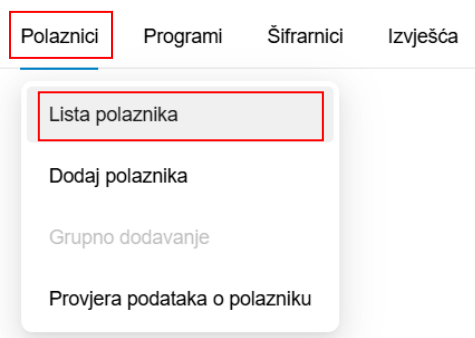 Polaznici Programi Šifrarnici Izvješća
Lista polaznika
Dodaj polaznika
Grupno dodavanje
Provjera podataka o polazniku